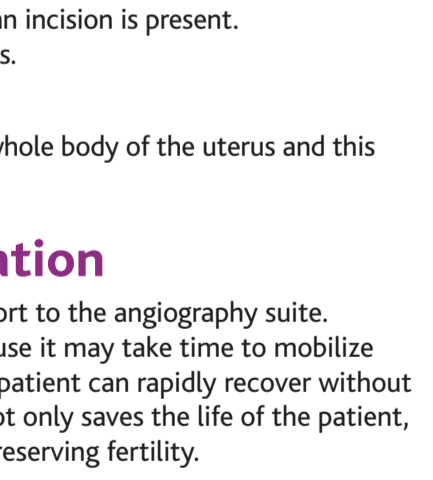 an incision is present.
s.
whole body of the uterus and this
ation
ort to the angiography suite.
use it may take time to mobilize
patient can rapidly recover without
ot only saves the life of the patient,
reserving fertility.